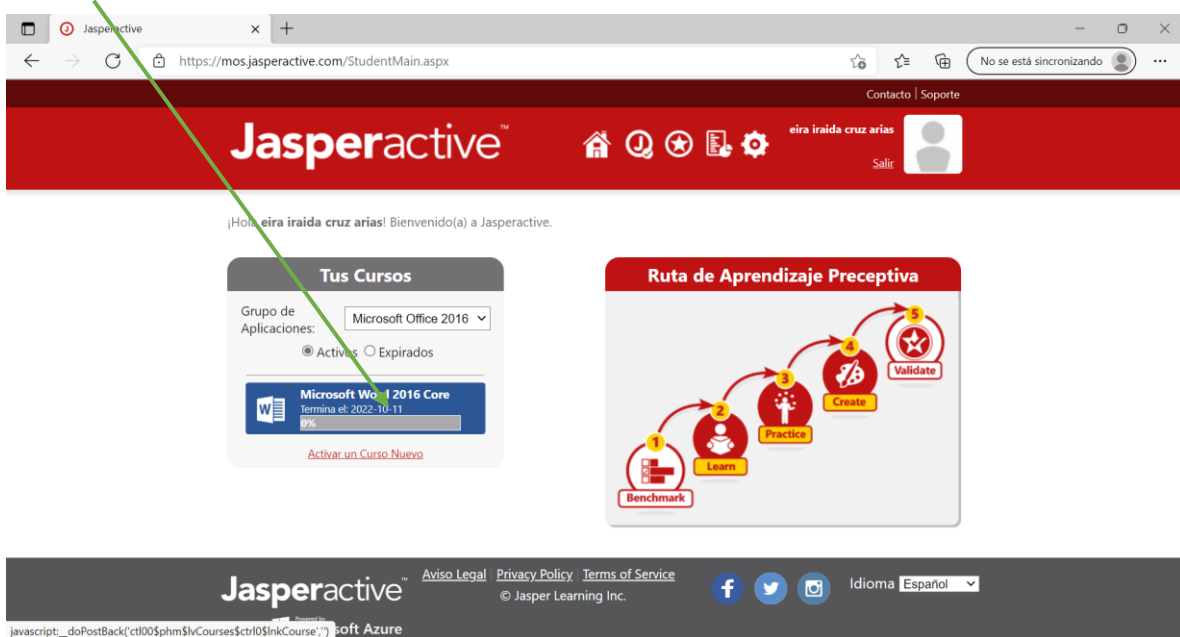 Jasperactive
https://mos.jasperactive.com/StudentMain.aspx
No se está sincronizando
Contacto | Soporte
Jasperactive™
eira iraida cruz arias
Salir
¡Hola eira iraida cruz arias! Bienvenido(a) a Jasperactive.
Tus Cursos
Grupo de
Aplicaciones:
Microsoft Office 2016
Activos Expirados
Microsoft Word 2016 Core
Termina el: 2022-10-11
0%
Activar un Curso Nuevo
Ruta de Aprendizaje Preceptiva
5
Validate
4
Create
3
Practice
2
Learn
1
Benchmark
Jasperactive™
Aviso Legal | Privacy Policy | Terms of Service
© Jasper Learning Inc.
Idioma Español
soft Azure
javascript:__doPostBack('ctl00$phm$lvCourses$ctrl0$lnkCourse','')